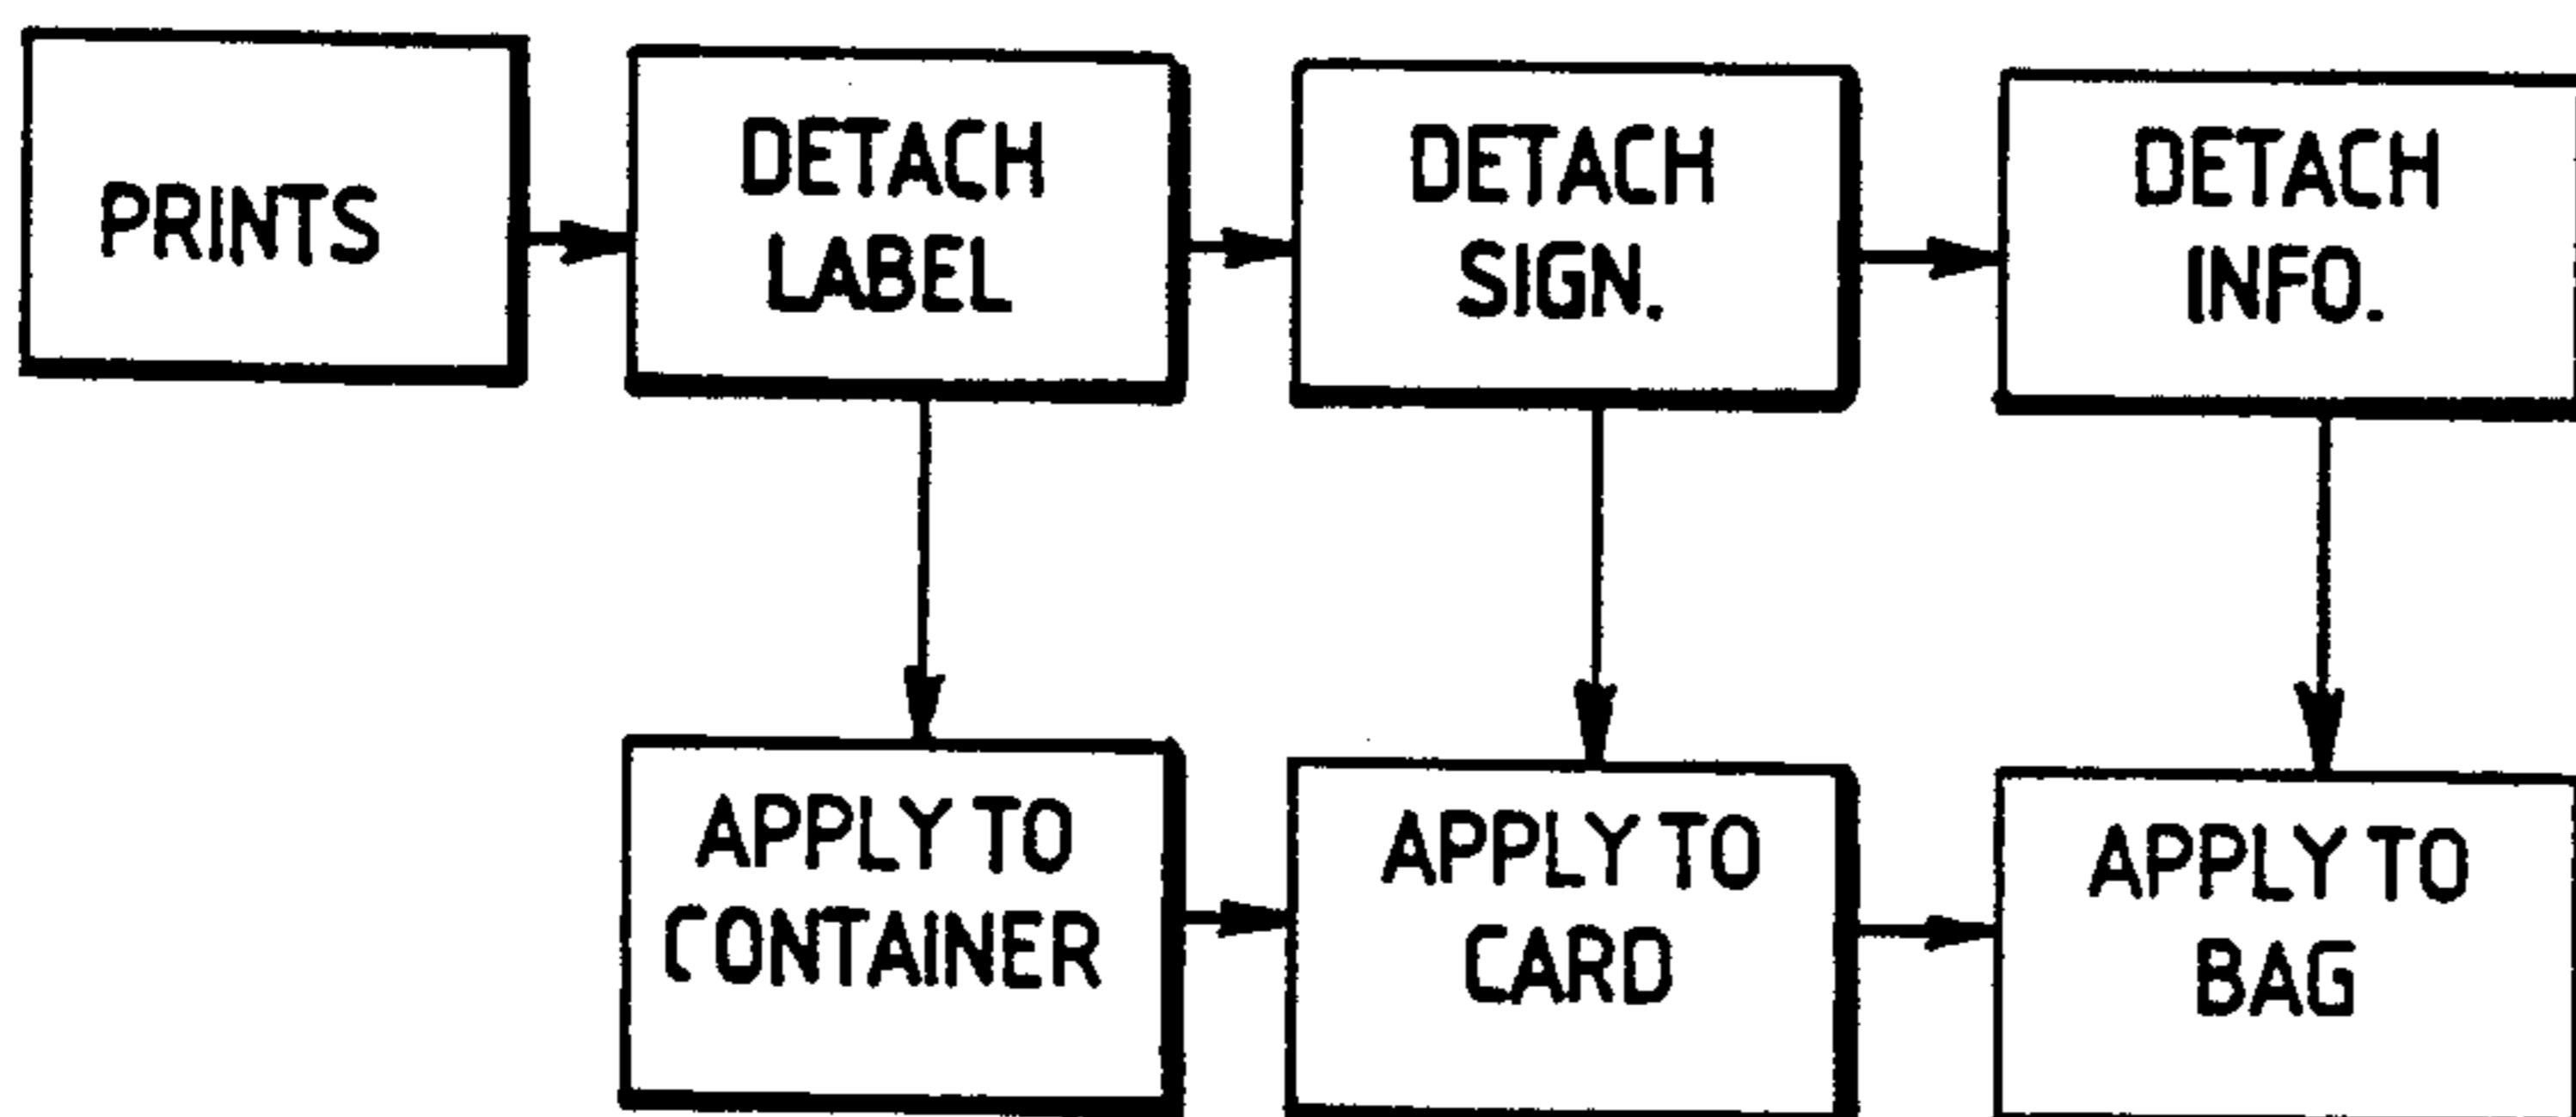 PRINTS
DETACH
LABEL
DETACH
SIGN.
DETACH
INFO.
APPLY TO
CONTAINER
APPLY TO
CARD
APPLY TO
BAG